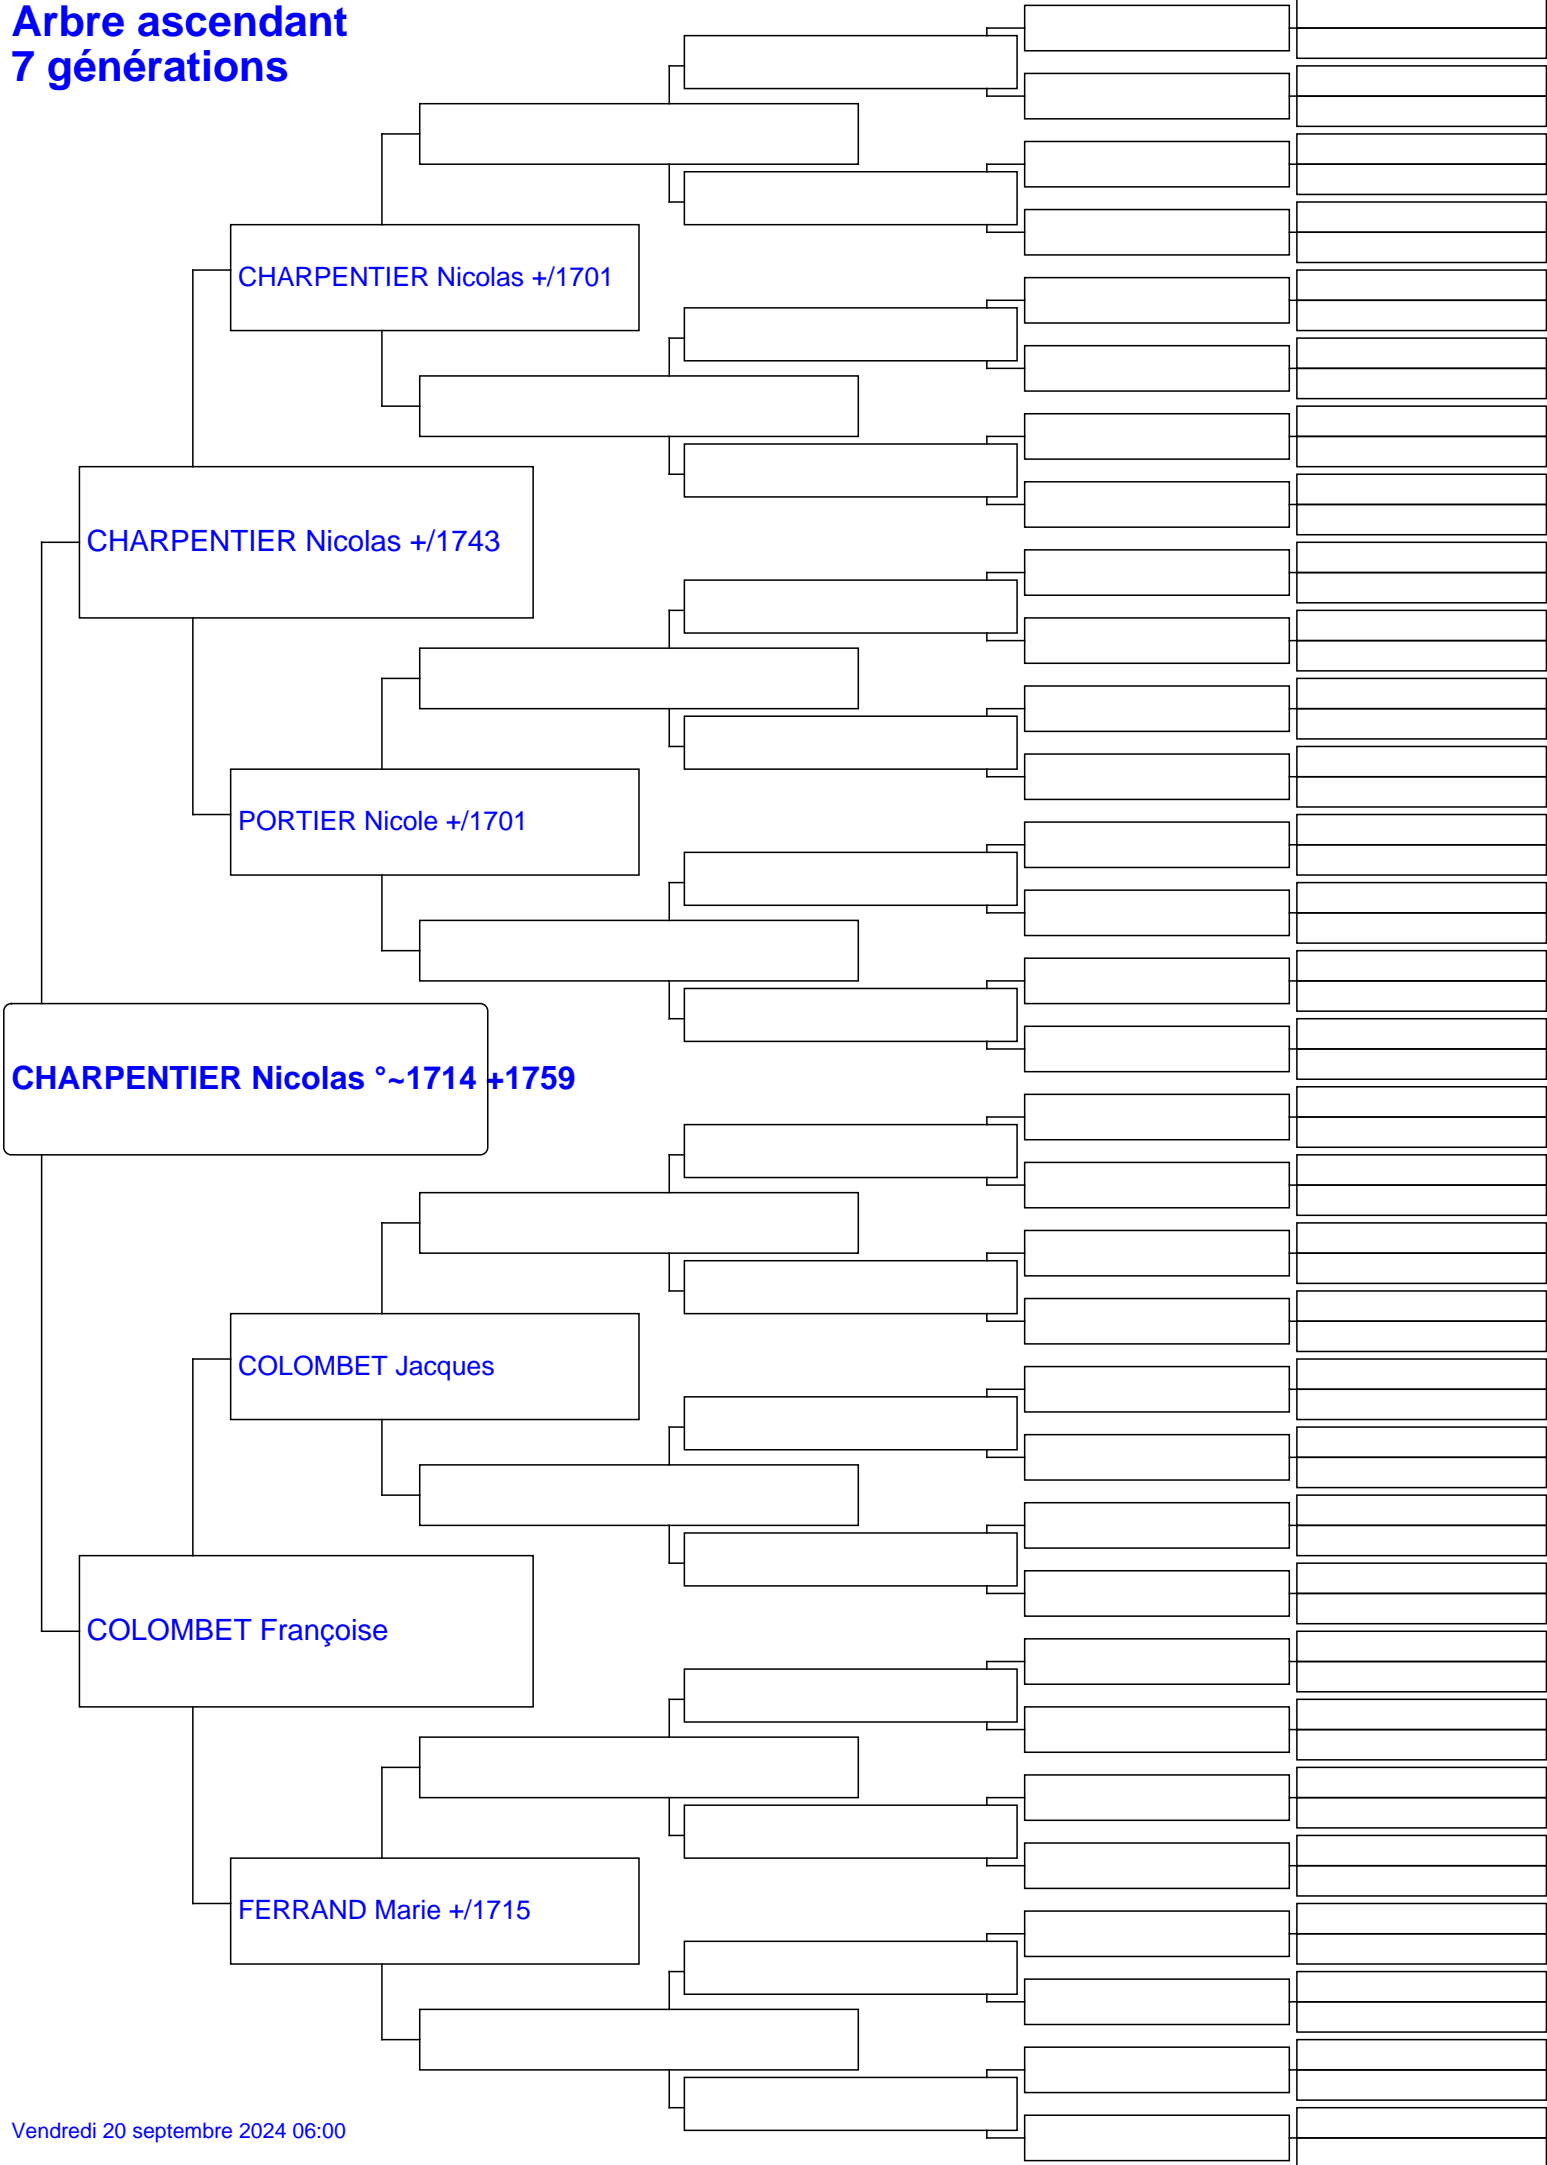 Arbre ascendant
7 générations
CHARPENTIER Nicolas +/1701
CHARPENTIER Nicolas +/1743
PORTIER Nicole +/1701
CHARPENTIER Nicolas °~1714 +1759
COLOMBET Jacques
COLOMBET Françoise
FERRAND Marie +/1715
Vendredi 20 septembre 2024 06:00